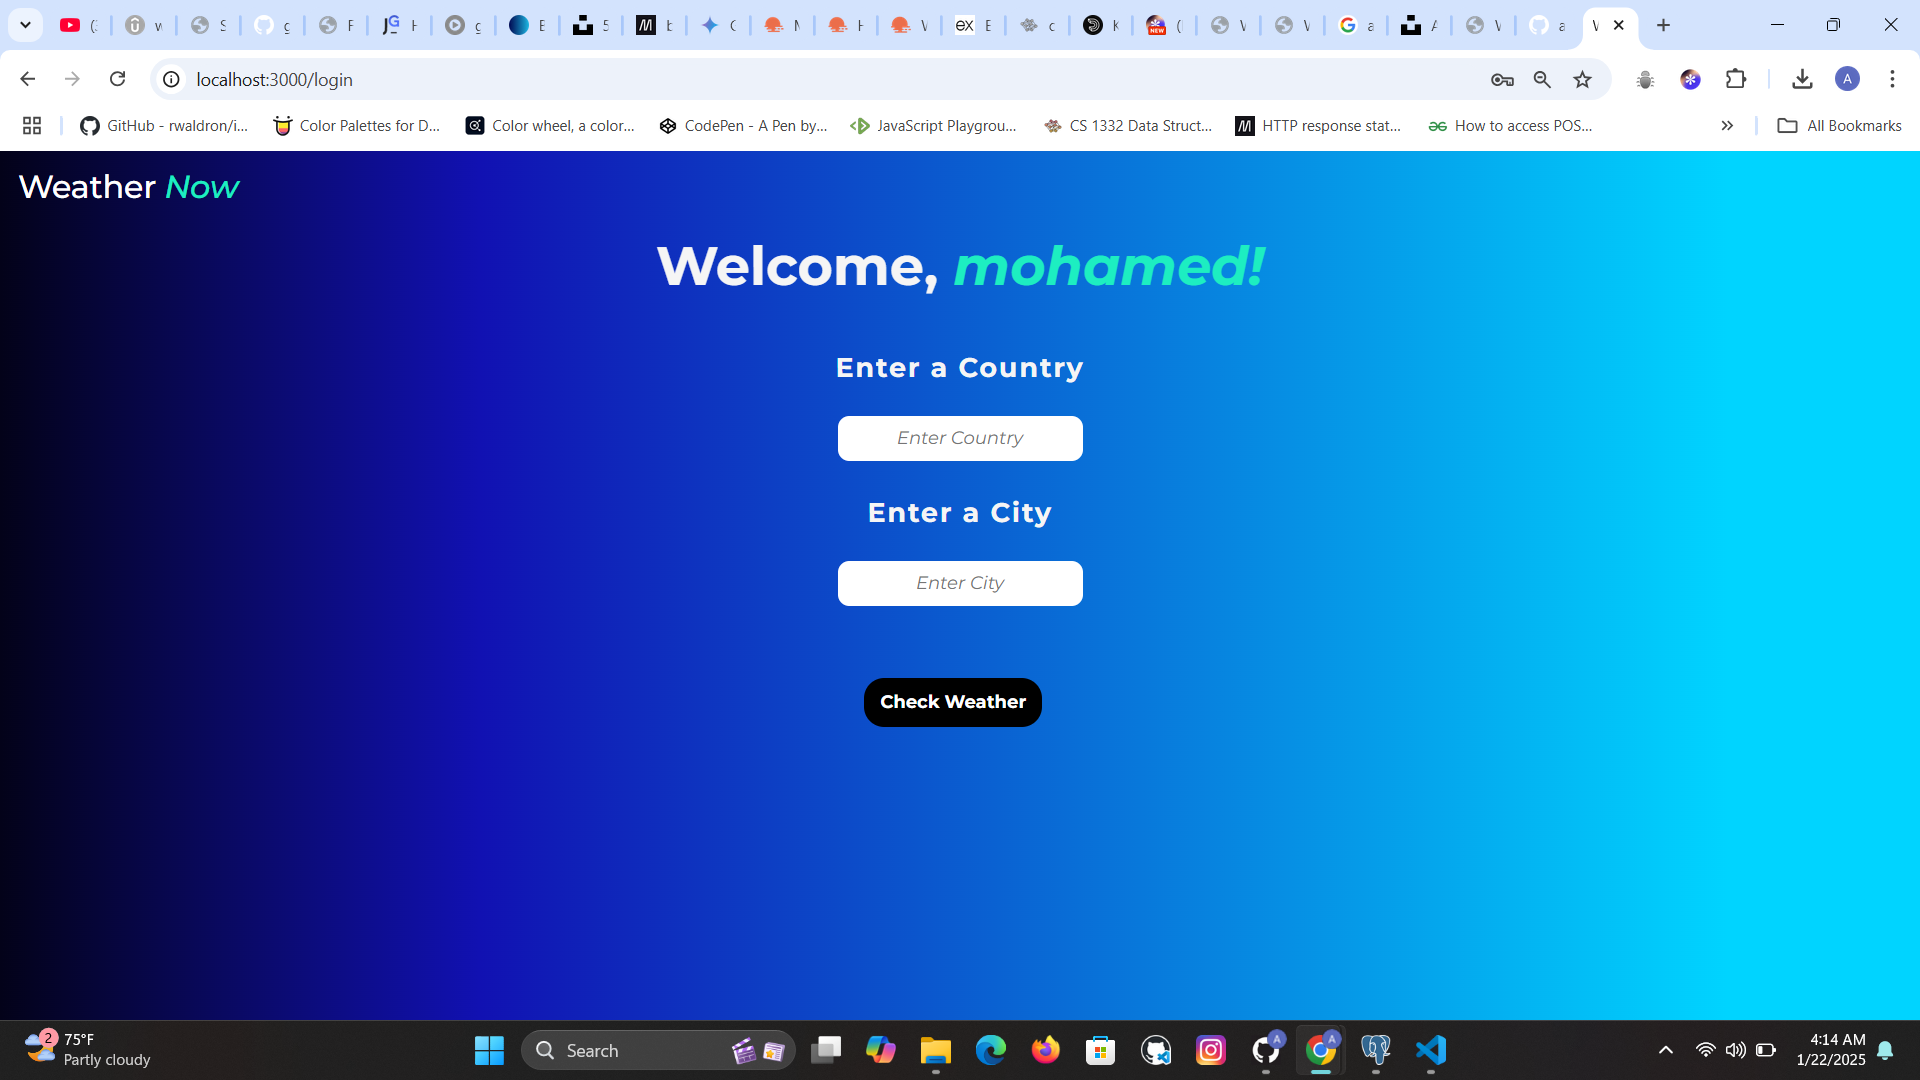 localhost:3000/login
GitHub - rwaldron/i...
Color Palettes for D...
Color wheel, a color...
CodePen - A Pen by...
JavaScript Playgrou...
CS 1332 Data Struct...
HTTP response stat...
How to access POS...
All Bookmarks
Weather Now
Welcome, mohamed!
Enter a Country
Enter Country
Enter a City
Enter City
Check Weather
2
75°F
Partly cloudy
Search
4:14 AM
1/22/2025